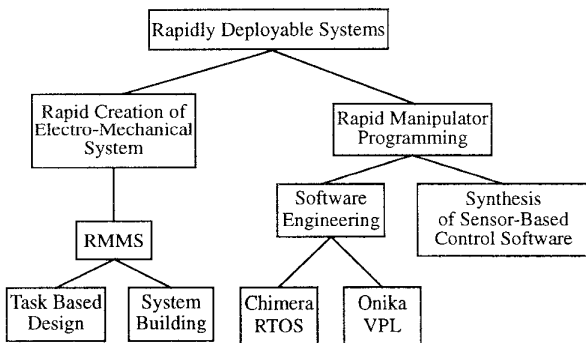 Rapidly Deployable Systems
Rapid Creation of
Electro-Mechanical
System
Rapid Manipulator
Programming
Software
Engineering
Synthesis
of Sensor-Based
Control Software
RMMS
Task Based
Design
System
Building
Chimera
RTOS
Onika
VPL